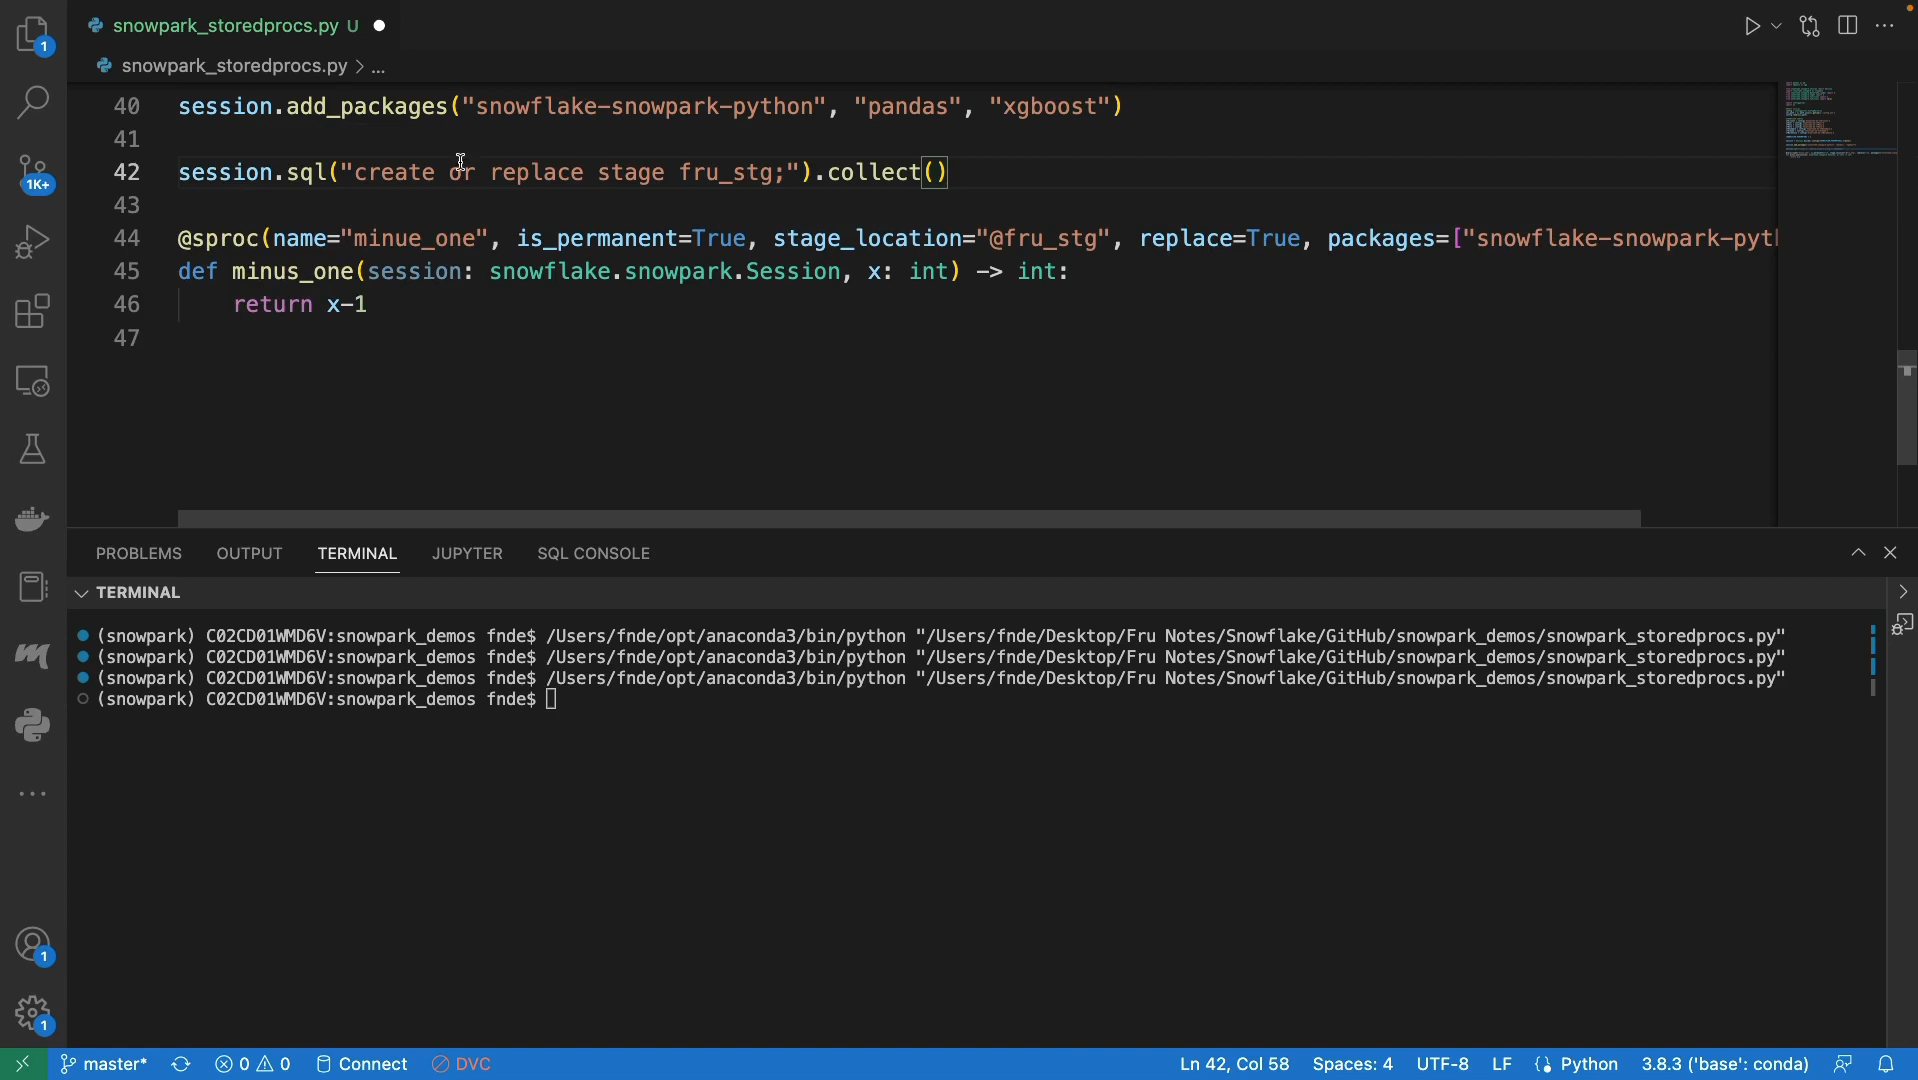 snowpark_storedprocs.py U
snowpark_storedprocs.py > ...
40 session.add_packages("snowflake-snowpark-python", "pandas", "xgboost")
41
42 session.sql("create or replace stage fru_stg;").collect()
43
44 @sproc(name="minue_one", is_permanent=True, stage_location="@fru_stg", replace=True, packages=["snowflake-snowpark-pyt
45 def minus_one(session: snowflake.snowpark.Session, x: int) -> int:
46 return x-1
47
1
1K+
PROBLEMS OUTPUT TERMINAL JUPYTER SQL CONSOLE
TERMINAL
(snowpark) C02CD01WMD6V:snowpark_demos fnde$ /Users/fnde/opt/anaconda3/bin/python "/Users/fnde/Desktop/Fru Notes/Snowflake/GitHub/snowpark_demos/snowpark_storedprocs.py"
(snowpark) C02CD01WMD6V:snowpark_demos fnde$ /Users/fnde/opt/anaconda3/bin/python "/Users/fnde/Desktop/Fru Notes/Snowflake/GitHub/snowpark_demos/snowpark_storedprocs.py"
(snowpark) C02CD01WMD6V:snowpark_demos fnde$ /Users/fnde/opt/anaconda3/bin/python "/Users/fnde/Desktop/Fru Notes/Snowflake/GitHub/snowpark_demos/snowpark_storedprocs.py"
(snowpark) C02CD01WMD6V:snowpark_demos fnde$
1
1
master* 0 0 Connect DVC Ln 42, Col 58 Spaces: 4 UTF-8 LF Python 3.8.3 ('base': conda)